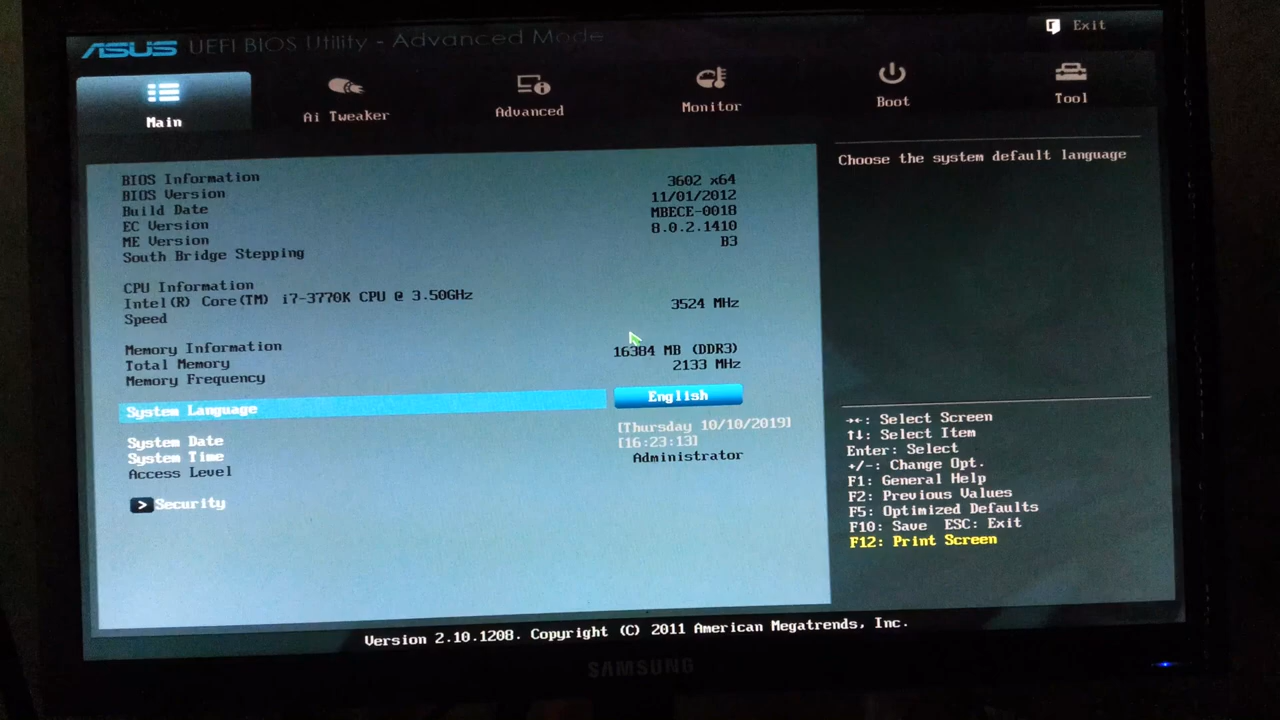 ASUS UEFI BIOS Utility - Advanced Mode
Exit
Main
Ai Tweaker
Advanced
Monitor
Boot
Tool
BIOS Information
BIOS Version 3602 x64
Build Date 11/01/2012
EC Version MBECE-0018
ME Version 8.0.2.1410
South Bridge Stepping B3
CPU Information
Intel(R) Core(TM) i7-3770K CPU @ 3.50GHz
Speed 3524 MHz
Memory Information
Total Memory 16384 MB (DDR3)
Memory Frequency 2133 MHz
System Language English
System Date [Thursday 10/10/2019]
System Time [16:23:13]
Access Level Administrator
> Security
Choose the system default language
→←: Select Screen
↑↓: Select Item
Enter: Select
+/-: Change Opt.
F1: General Help
F2: Previous Values
F5: Optimized Defaults
F10: Save ESC: Exit
F12: Print Screen
Version 2.10.1208. Copyright (C) 2011 American Megatrends, Inc.
SAMSUNG